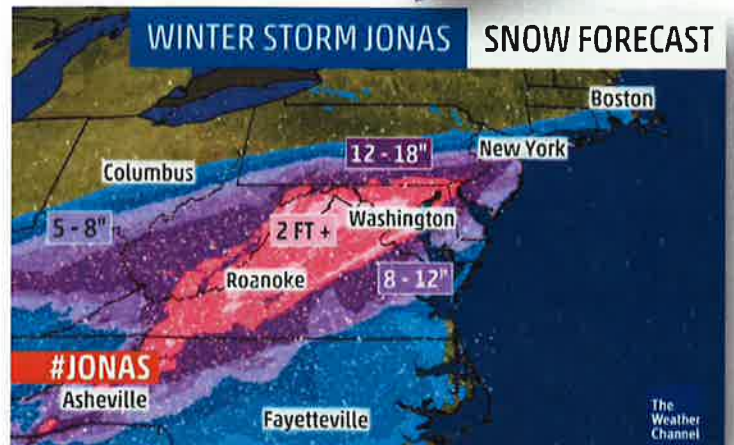 WINTER STORM JONAS SNOW FORECAST
Boston
New York
12 - 18"
Columbus
5 - 8"
Washington
2 FT +
Roanoke
8 - 12"
#JONAS
Asheville
Fayetteville
The
Weather
Channel